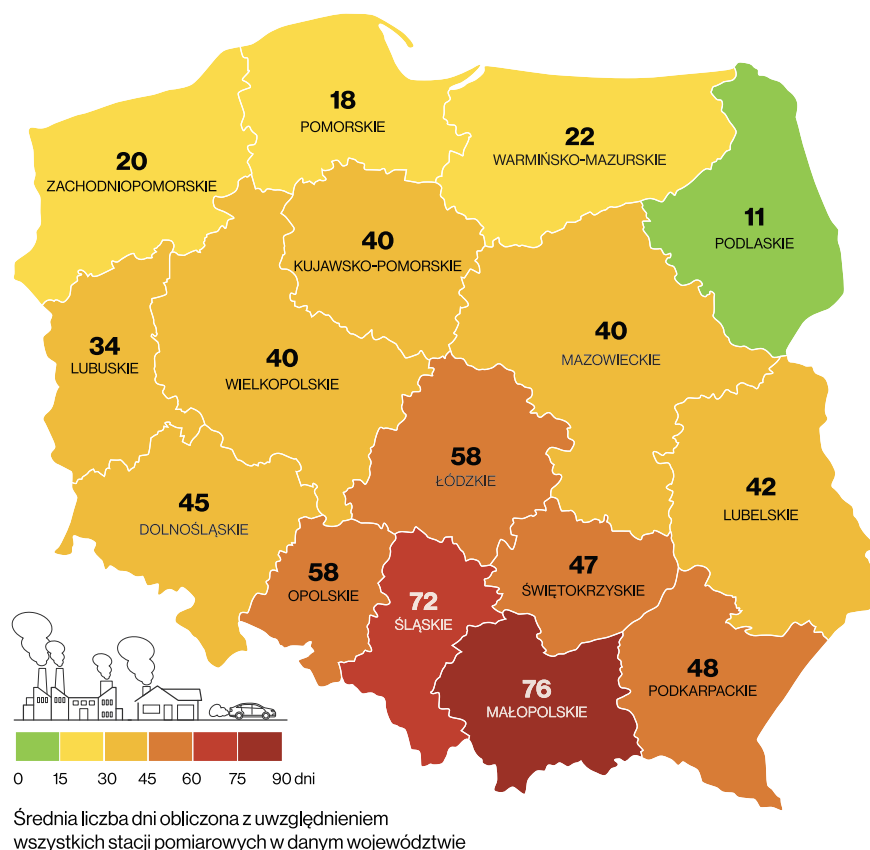 18
POMORSKIE
22
WARMIŃSKO-MAZURSKIE
20
ZACHODNIOPOMORSKIE
11
PODLASKIE
40
KUJAWSKO-POMORSKIE
34
LUBUSKIE
40
WIELKOPOLSKIE
40
MAZOWIECKIE
58
ŁÓDZKIE
45
DOLNOŚLĄSKIE
42
LUBELSKIE
58
OPOLSKIE
72
ŚLĄSKIE
47
ŚWIĘTOKRZYSKIE
76
MAŁOPOLSKIE
48
PODKARPACKIE
0 15 30 45 60 75 90 dni
Średnia liczba dni obliczona z uwzględnieniem
wszystkich stacji pomiarowych w danym województwie